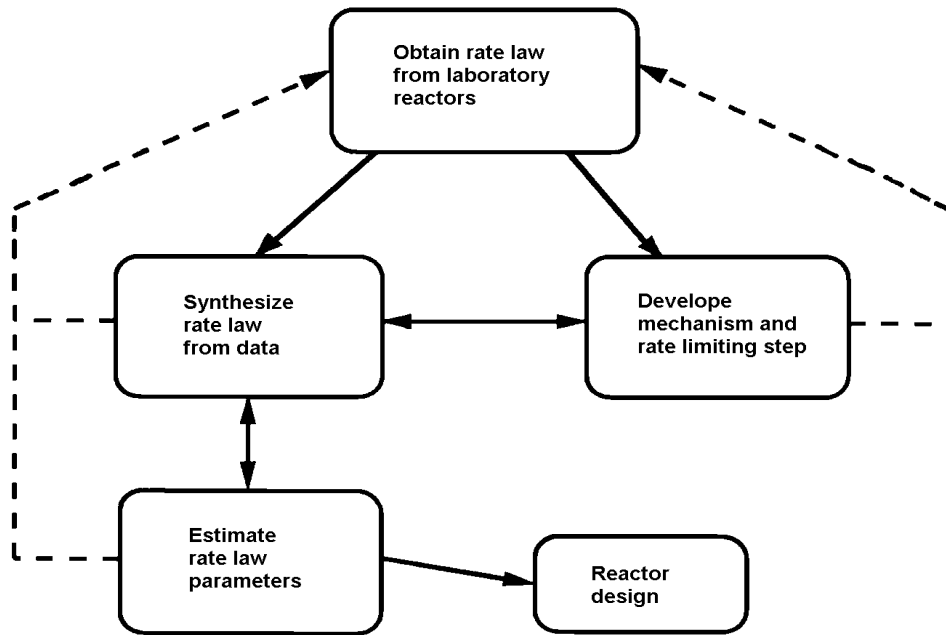 Obtain rate law
from laboratory
reactors
Synthesize
rate law
from data
Develope
mechanism and
rate limiting step
Estimate
rate law
parameters
Reactor
design